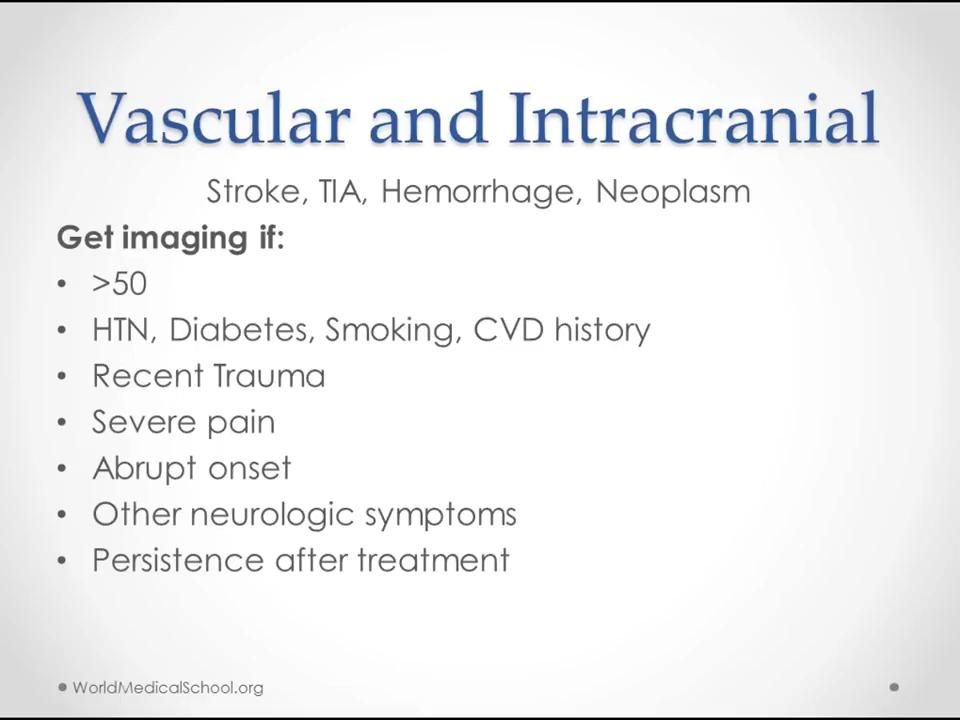 Vascular and Intracranial
Stroke, TIA, Hemorrhage, Neoplasm
Get imaging if:
• >50
• HTN, Diabetes, Smoking, CVD history
• Recent Trauma
• Severe pain
• Abrupt onset
• Other neurologic symptoms
• Persistence after treatment
WorldMedicalSchool.org